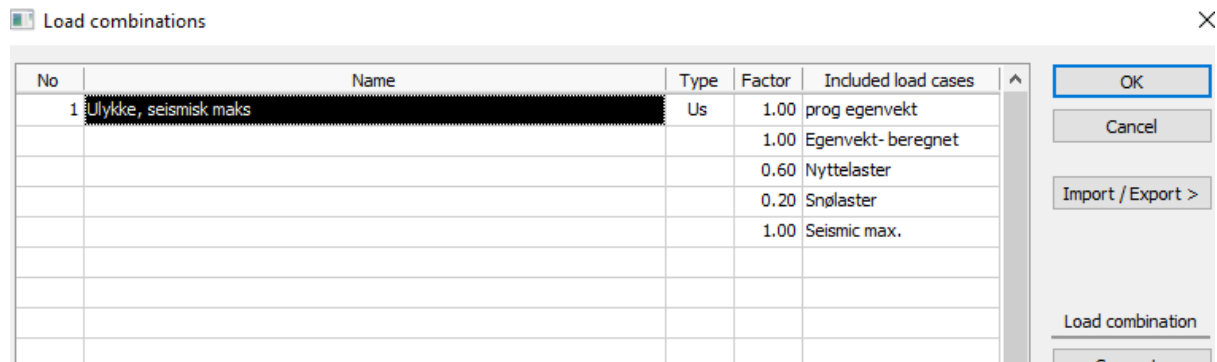 Load combinations
No Name Type Factor Included load cases OK
1 Ulykke, seismisk maks Us 1.00 prog egenvekt
1.00 Egenvekt- beregnet Cancel
0.60 Nyttelaster
0.20 Snølaster Import / Export >
1.00 Seismic max.
Load combination